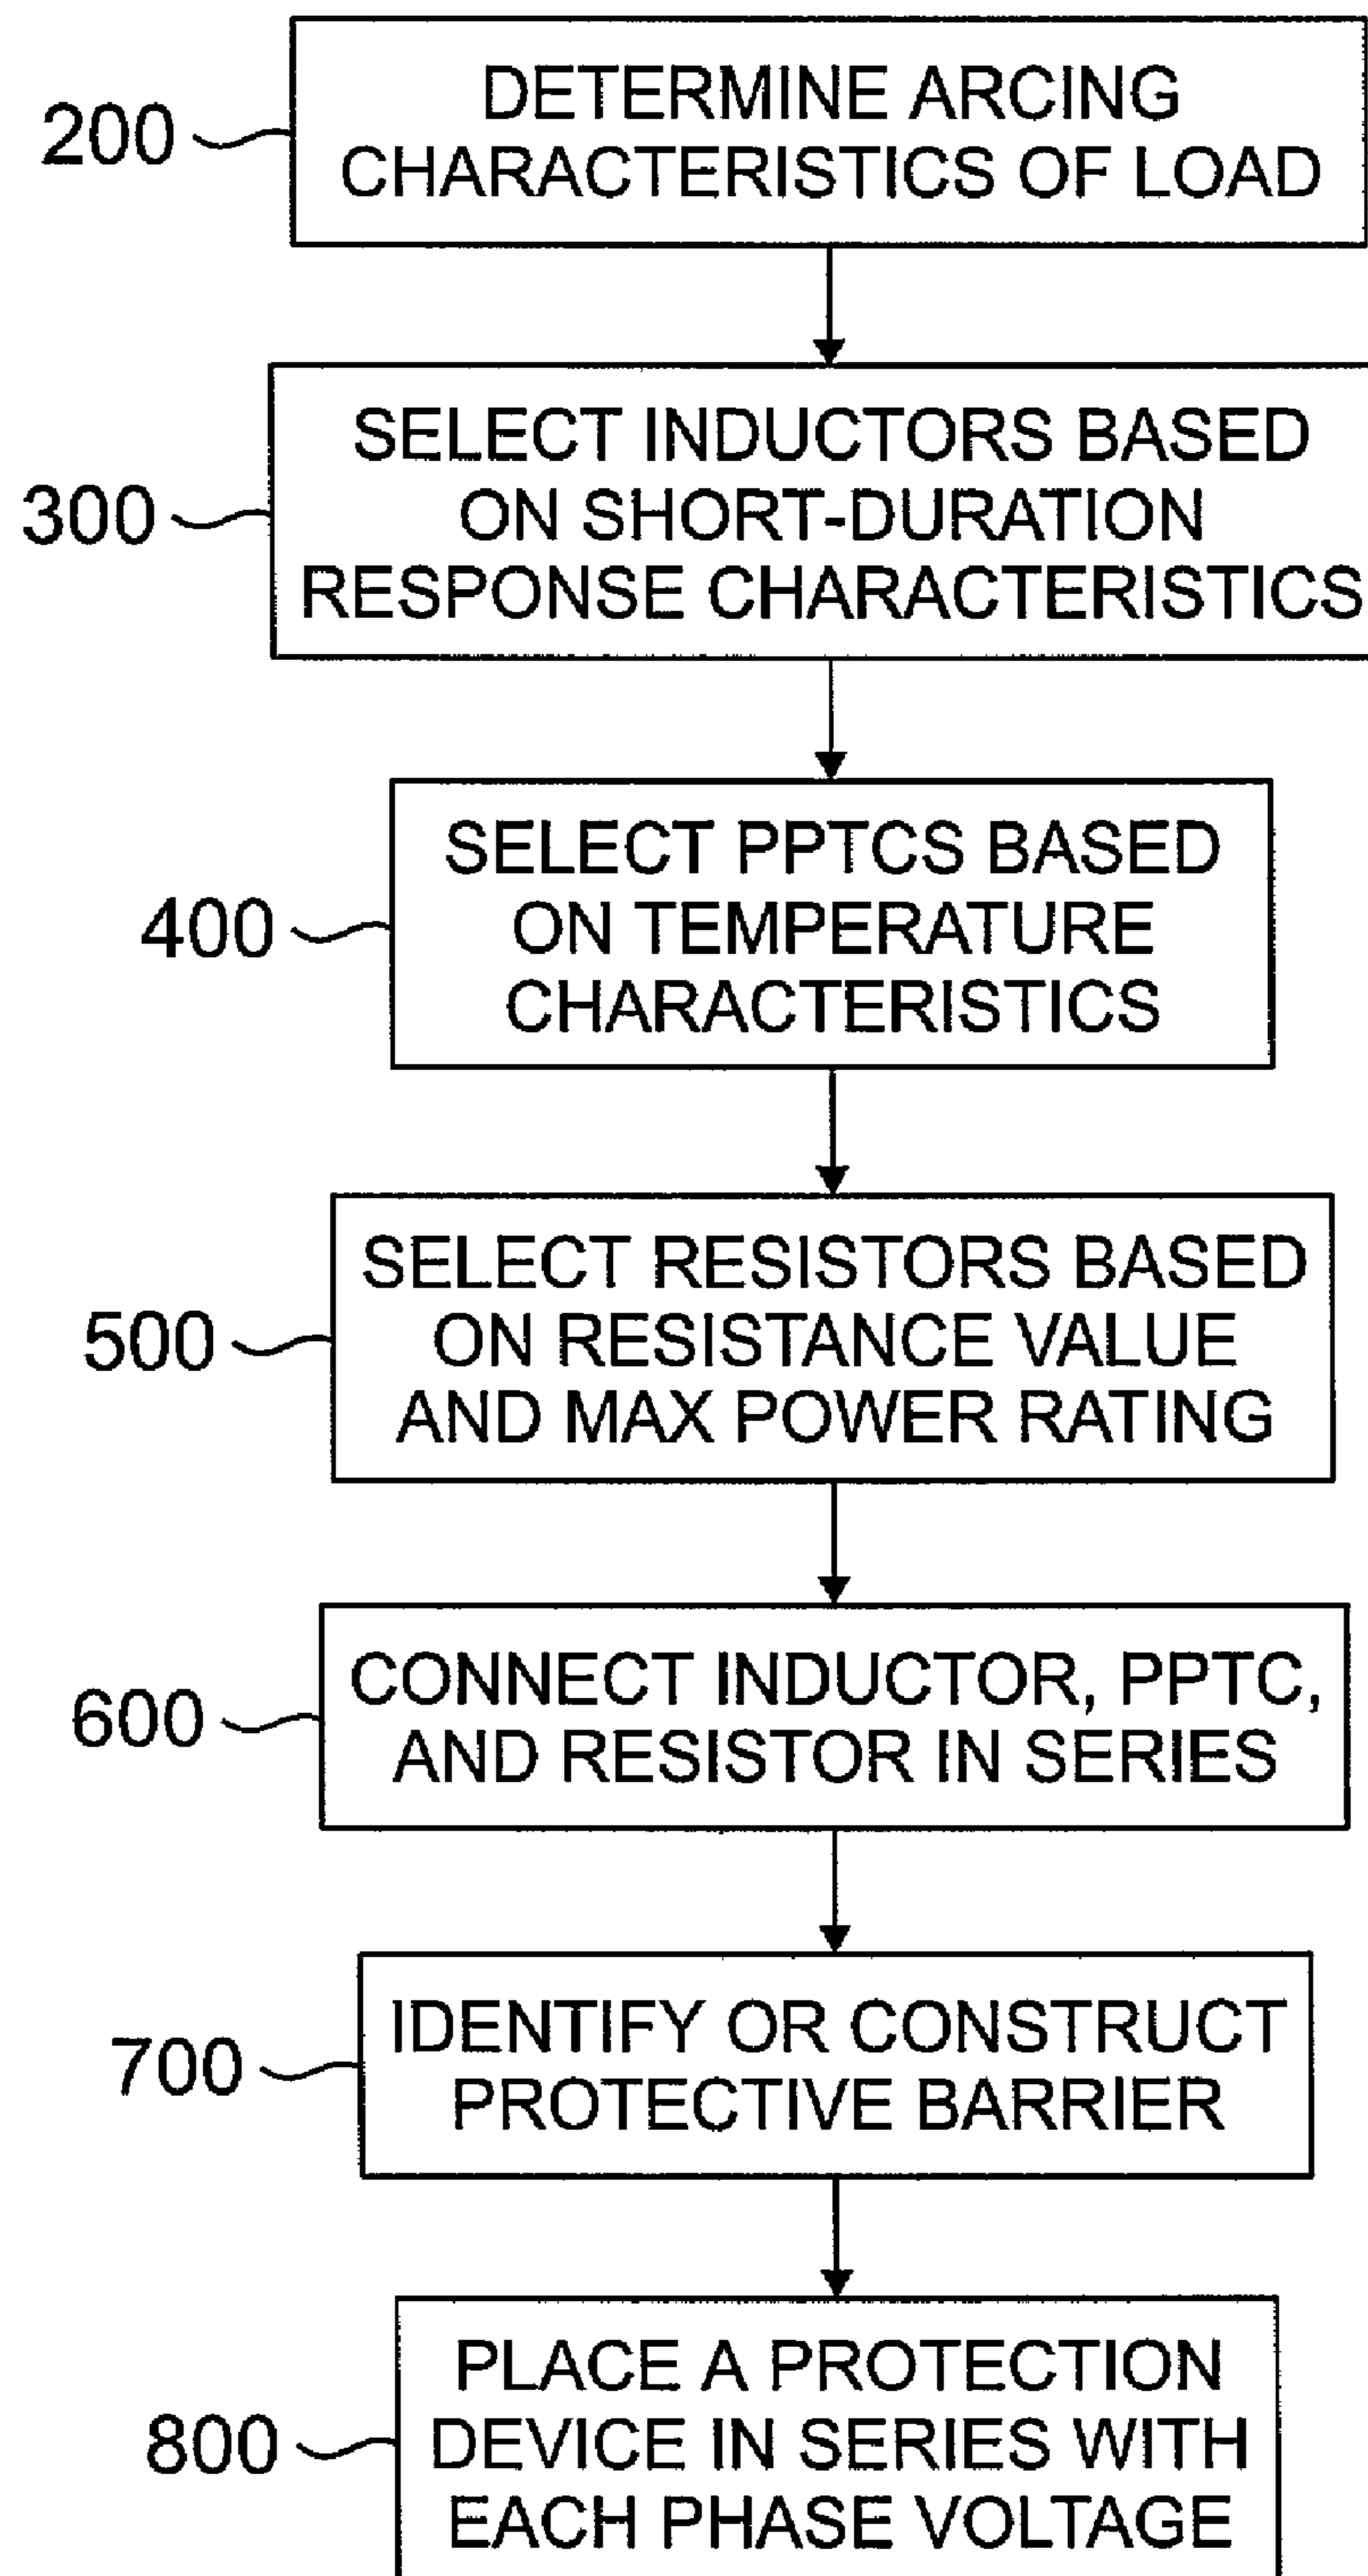 200
DETERMINE ARCING
CHARACTERISTICS OF LOAD
300
SELECT INDUCTORS BASED
ON SHORT-DURATION
RESPONSE CHARACTERISTICS
400
SELECT PPTCS BASED
ON TEMPERATURE
CHARACTERISTICS
500
SELECT RESISTORS BASED
ON RESISTANCE VALUE
AND MAX POWER RATING
600
CONNECT INDUCTOR, PPTC,
AND RESISTOR IN SERIES
700
IDENTIFY OR CONSTRUCT
PROTECTIVE BARRIER
800
PLACE A PROTECTION
DEVICE IN SERIES WITH
EACH PHASE VOLTAGE